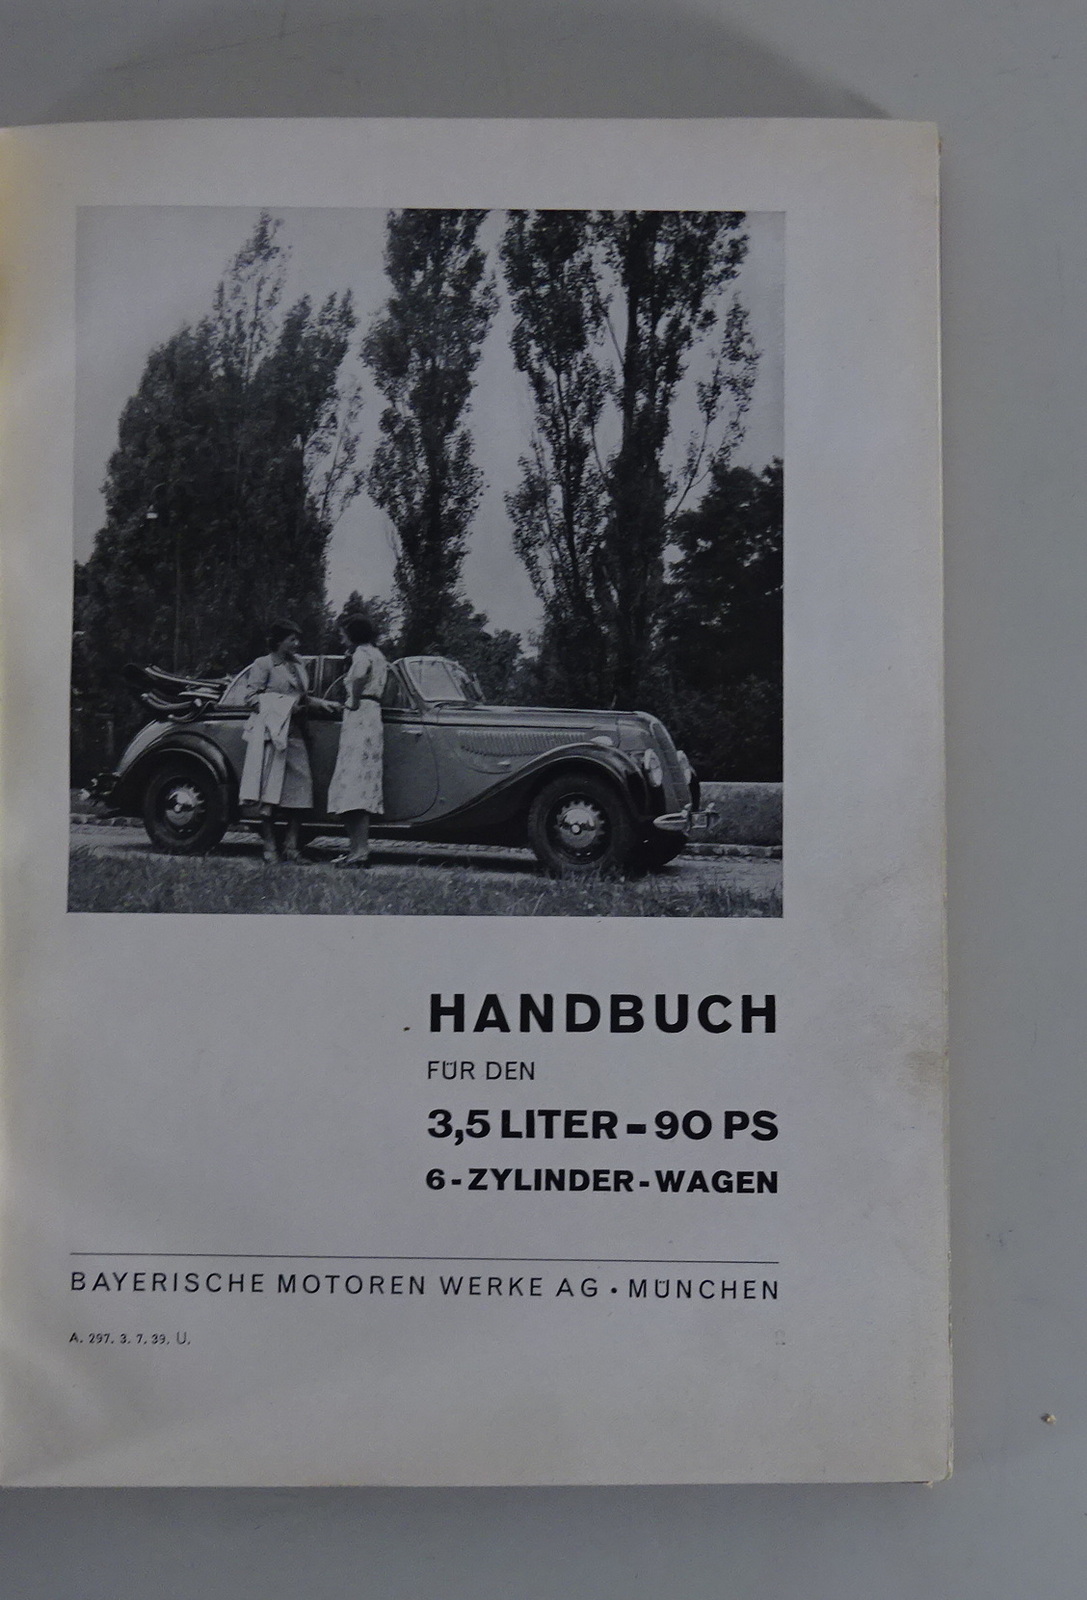 HANDBUCH
FÜR DEN
3,5 LITER - 90 PS
6-ZYLINDER-WAGEN
BAYERISCHE MOTOREN WERKE AG · MÜNCHEN
A. 297. 3. 7. 39. U.